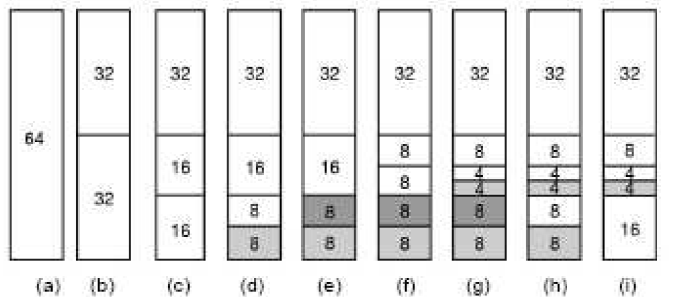 32 32 32 32 32 32 32 32
64
8 8 8 8
16 16 16 4 4 4
8 4 4 4
32
8 8 8 8 8
16 16
8 8 8 8 8
(a) (b) (c) (d) (e) (f) (g) (h) (i)